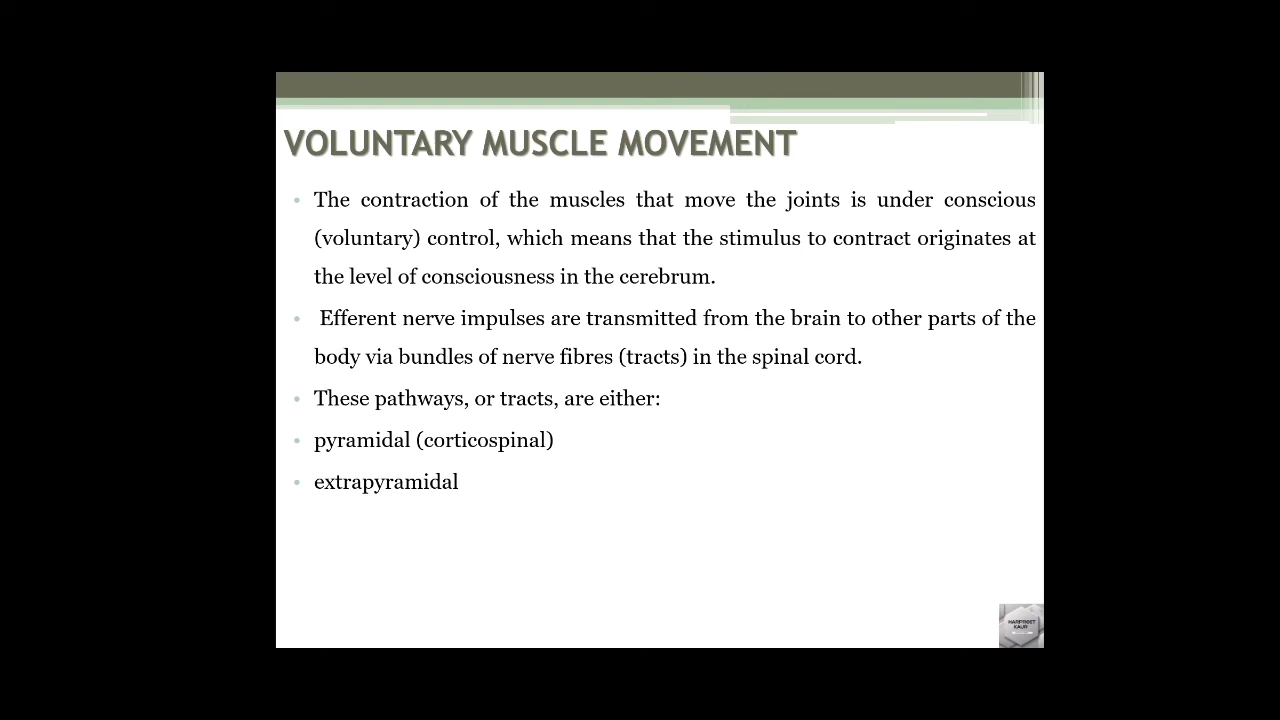 VOLUNTARY MUSCLE MOVEMENT
• The contraction of the muscles that move the joints is under conscious
(voluntary) control, which means that the stimulus to contract originates at
the level of consciousness in the cerebrum.
• Efferent nerve impulses are transmitted from the brain to other parts of the
body via bundles of nerve fibres (tracts) in the spinal cord.
• These pathways, or tracts, are either:
• pyramidal (corticospinal)
• extrapyramidal
HARPREET
KAUR